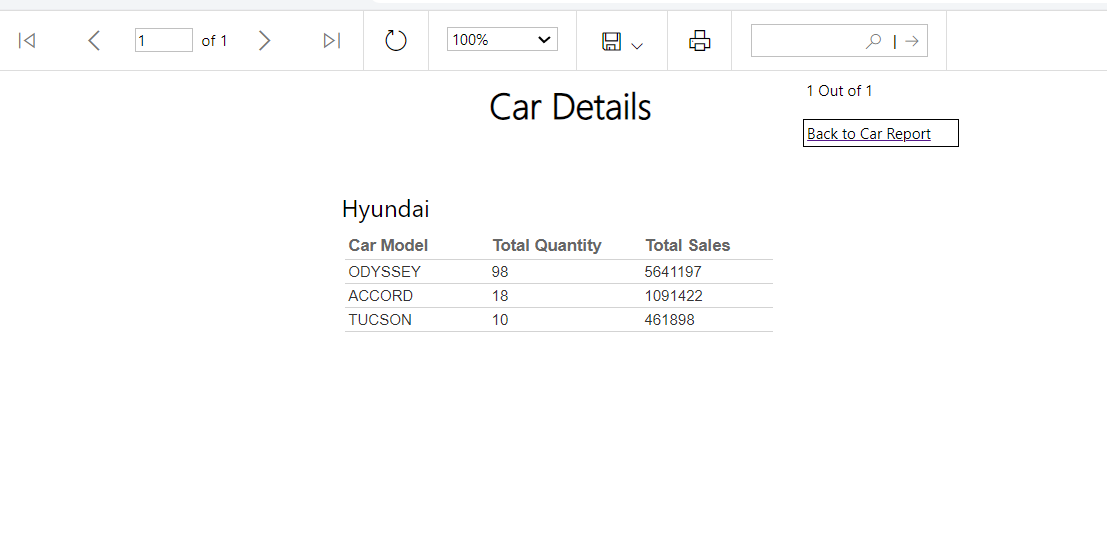 1 of 1 100%
Car Details
1 Out of 1
Back to Car Report
Hyundai
Car Model Total Quantity Total Sales
ODYSSEY 98 5641197
ACCORD 18 1091422
TUCSON 10 461898